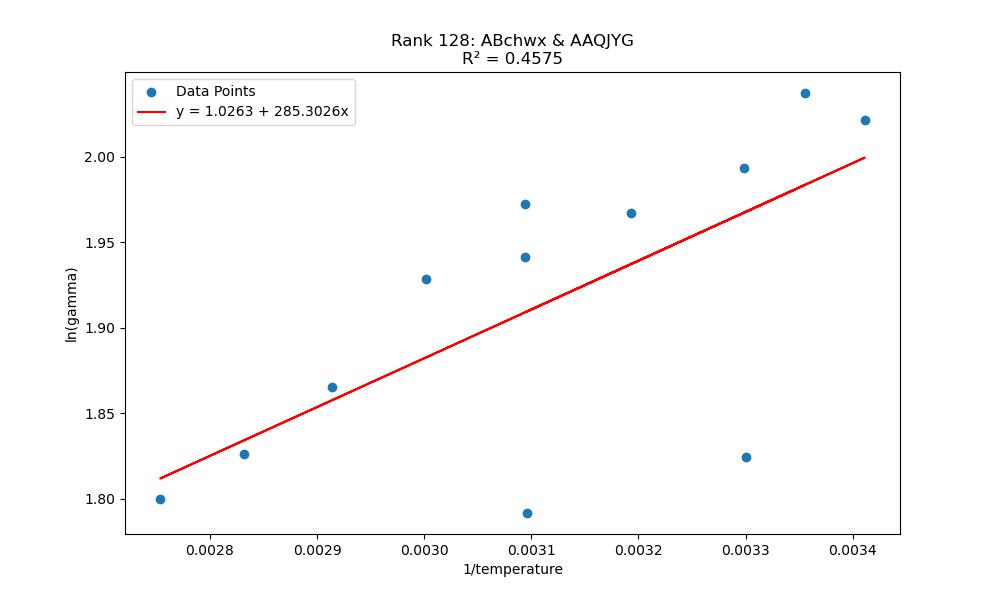 Rank 128: ABchwx & AAQJYG
R² = 0.4575
Data Points
y = 1.0263 + 285.3026x
ln(gamma)
2.00
1.95
1.90
1.85
1.80
0.0028 0.0029 0.0030 0.0031 0.0032 0.0033 0.0034
1/temperature